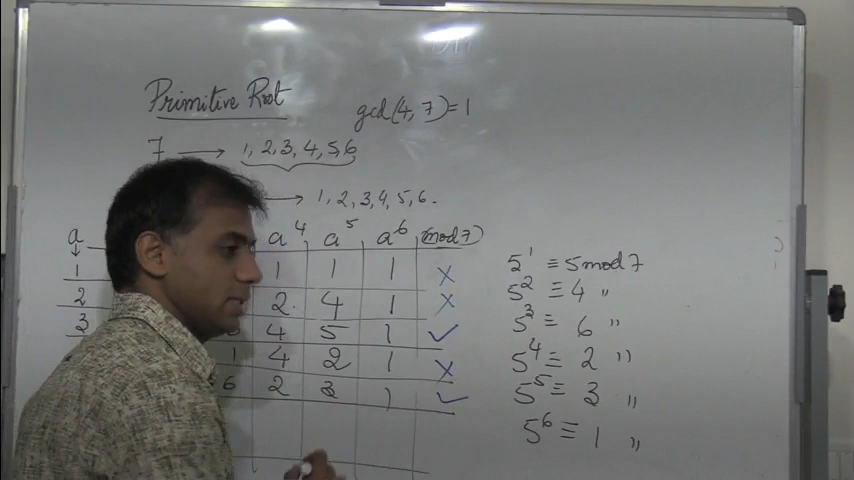 Primitive Root
gcd(4, 7) = 1
7 → 1, 2, 3, 4, 5, 6
→ 1, 2, 3, 4, 5, 6.
a a⁴ a⁵ a⁶ (mod 7)
1 1 1 1 ✗
2 2 4 1 ✗
3 4 5 1 ✓
1 4 2 1 ✗
6 2 3 1 ✓
5¹ ≡ 5 mod 7
5² ≡ 4 〃
5³ ≡ 6 〃
5⁴ ≡ 2 〃
5⁵ ≡ 3 〃
5⁶ ≡ 1 〃